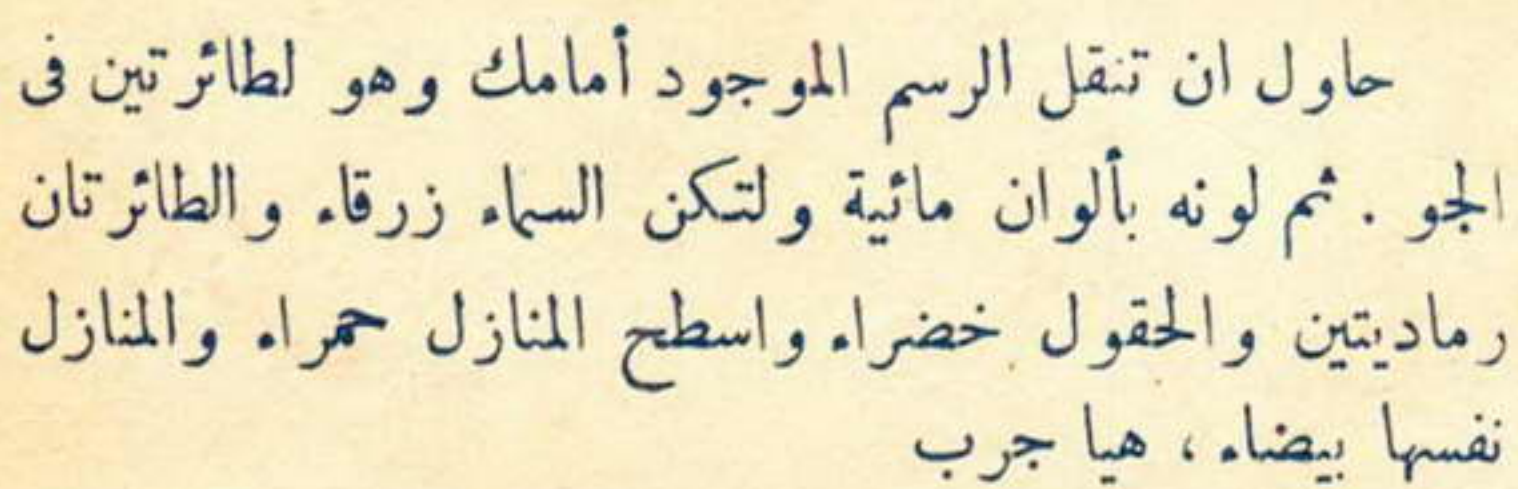 حاول ان تنقل الرسم الموجود أمامك وهو لطائرتين فى
الجو . ثم لونه بألوان مائية ولتكن السماء زرقاء والطائرتان
رماديتين والحقول خضراء واسطح المنازل حمراء والمنازل
نفسها بيضاء ، هيا جرب